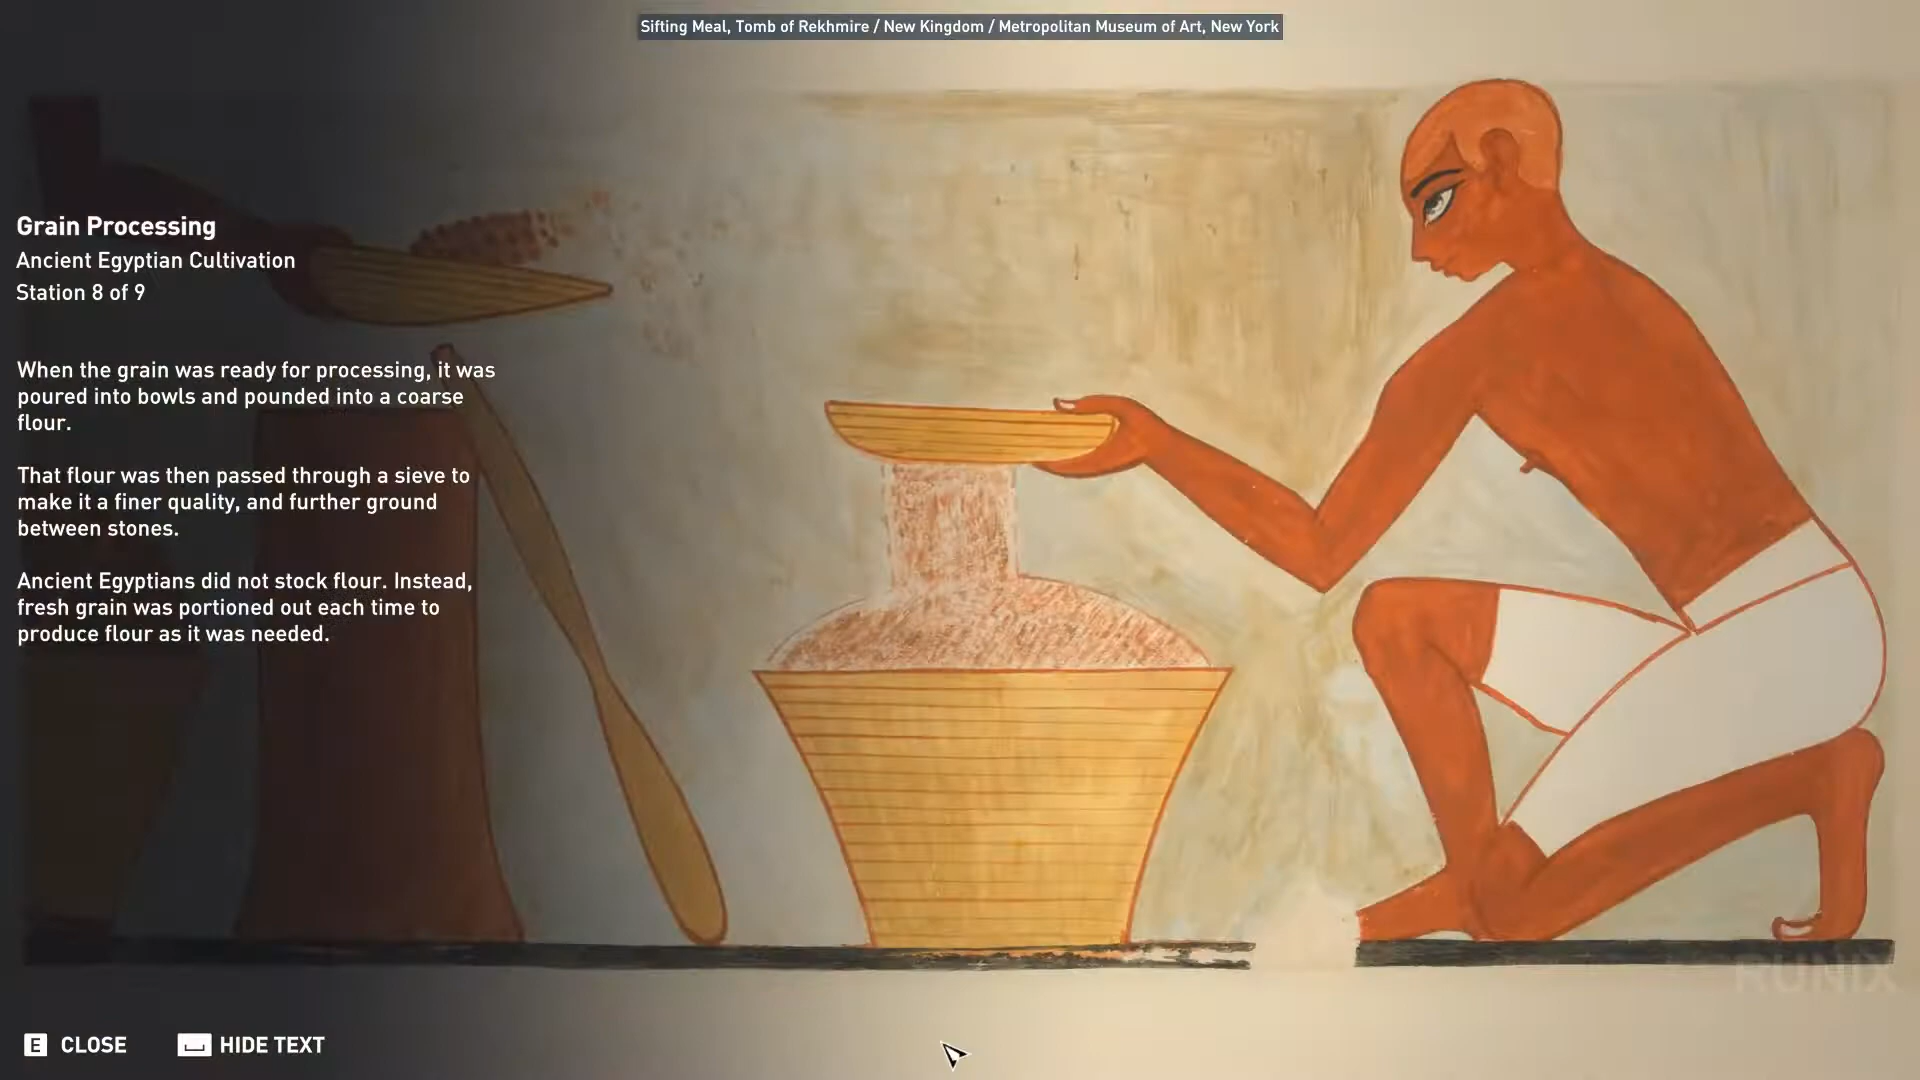 Sifting Meal, Tomb of Rekhmire / New Kingdom / Metropolitan Museum of Art, New York
Grain Processing
Ancient Egyptian Cultivation
Station 8 of 9
When the grain was ready for processing, it was
poured into bowls and pounded into a coarse
flour.
That flour was then passed through a sieve to
make it a finer quality, and further ground
between stones.
Ancient Egyptians did not stock flour. Instead,
fresh grain was portioned out each time to
produce flour as it was needed.
E CLOSE
HIDE TEXT
RUNIX